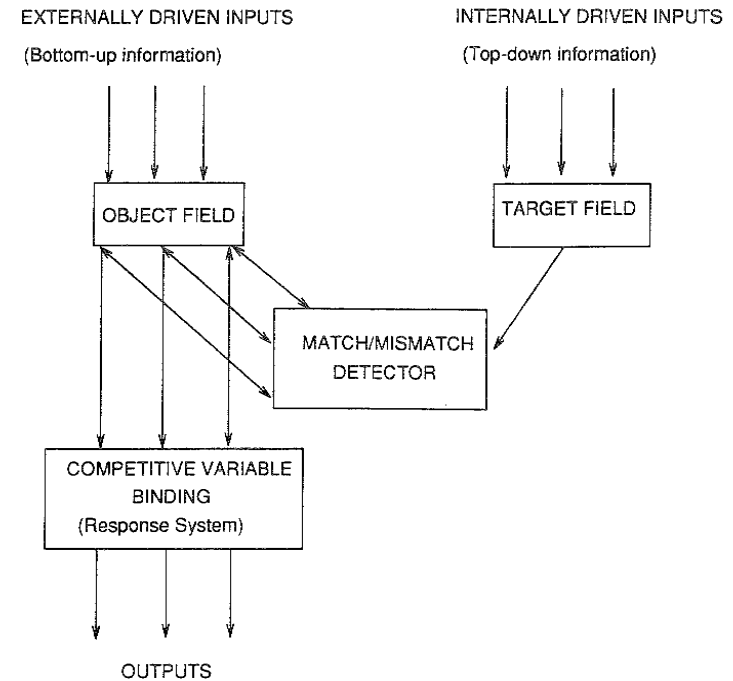 EXTERNALLY DRIVEN INPUTS
(Bottom-up information)
INTERNALLY DRIVEN INPUTS
(Top-down information)
OBJECT FIELD
TARGET FIELD
MATCH/MISMATCH
DETECTOR
COMPETITIVE VARIABLE
BINDING
(Response System)
OUTPUTS